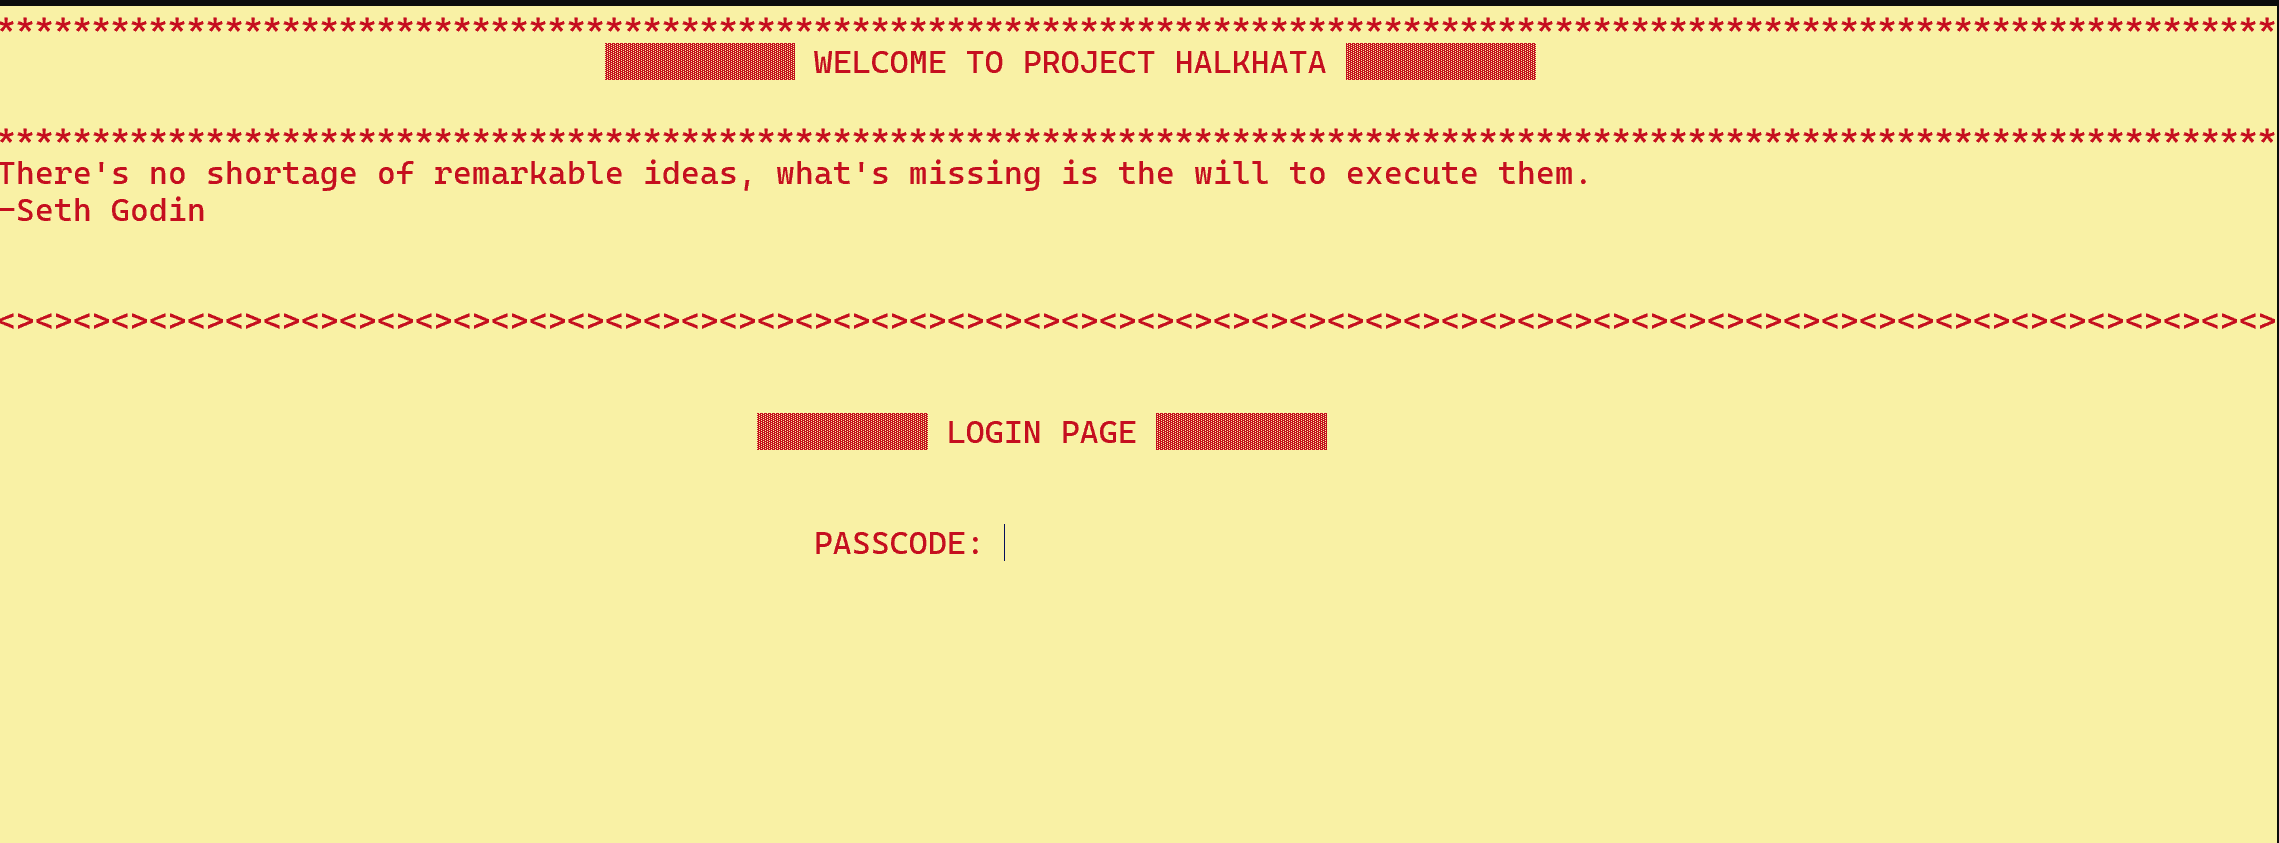 ************************************************************************************************************************
▒▒▒▒▒▒▒▒▒▒ WELCOME TO PROJECT HALKHATA ▒▒▒▒▒▒▒▒▒▒
************************************************************************************************************************
There's no shortage of remarkable ideas, what's missing is the will to execute them.
–Seth Godin
<><><><><><><><><><><><><><><><><><><><><><><><><><><><><><><><><><><><><><><><><><><><><><><><><><><><><><><><><><><><>
▒▒▒▒▒▒▒▒▒ LOGIN PAGE ▒▒▒▒▒▒▒▒▒
PASSCODE: